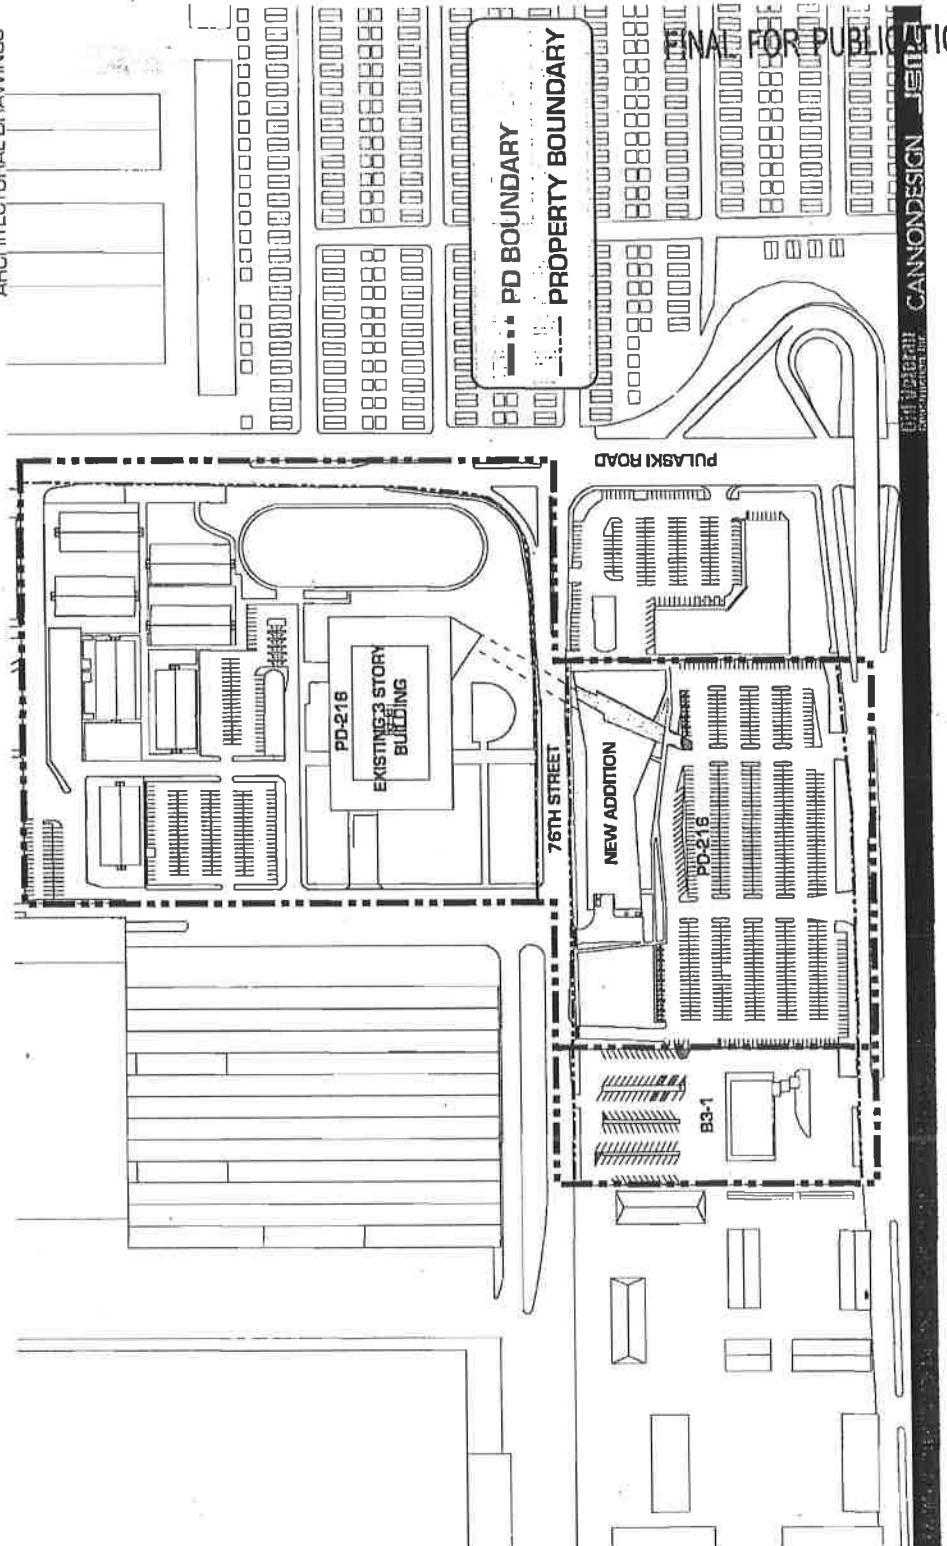 FINAL FOR PUBLICATIO
PD BOUNDARY
PROPERTY BOUNDARY
PULASKI ROAD
PD-216
EXISTING 3 STORY
BUILDING
76TH STREET
NEW ADDITION
PD-216
B3-1
CANNONDESIGN